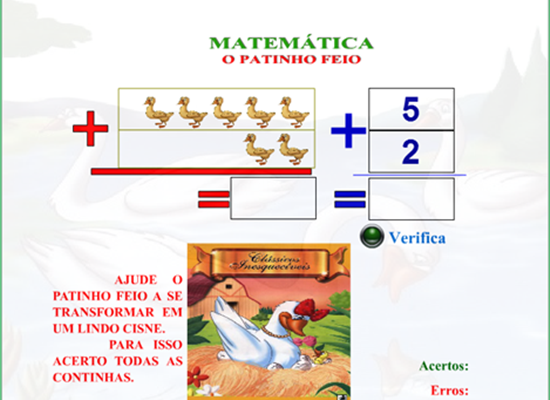 MATEMÁTICA
O PATINHO FEIO
+
+ 5
2
= =
Verifica
Clássicos
Inesquecíveis
AJUDE O
PATINHO FEIO A SE
TRANSFORMAR EM
UM LINDO CISNE.
PARA ISSO
ACERTO TODAS AS
CONTINHAS.
Acertos:
Erros: